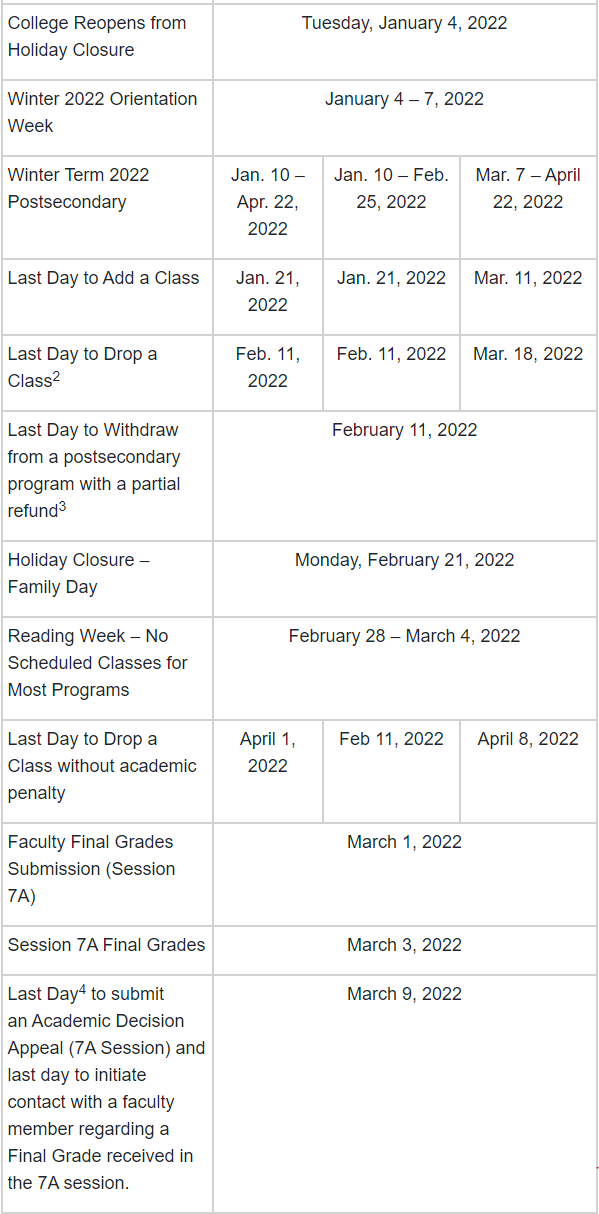 College Reopens from
Holiday Closure
Tuesday, January 4, 2022
Winter 2022 Orientation
Week
January 4 – 7, 2022
Winter Term 2022
Postsecondary
Jan. 10 –
Apr. 22,
2022
Jan. 10 – Feb.
25, 2022
Mar. 7 – April
22, 2022
Last Day to Add a Class
Jan. 21,
2022
Jan. 21, 2022
Mar. 11, 2022
Last Day to Drop a
Class2
Feb. 11,
2022
Feb. 11, 2022
Mar. 18, 2022
Last Day to Withdraw
from a postsecondary
program with a partial
refund3
February 11, 2022
Holiday Closure –
Family Day
Monday, February 21, 2022
Reading Week – No
Scheduled Classes for
Most Programs
February 28 – March 4, 2022
Last Day to Drop a
Class without academic
penalty
April 1,
2022
Feb 11, 2022
April 8, 2022
Faculty Final Grades
Submission (Session
7A)
March 1, 2022
Session 7A Final Grades
March 3, 2022
Last Day4 to submit
an Academic Decision
Appeal (7A Session) and
last day to initiate
contact with a faculty
member regarding a
Final Grade received in
the 7A session.
March 9, 2022